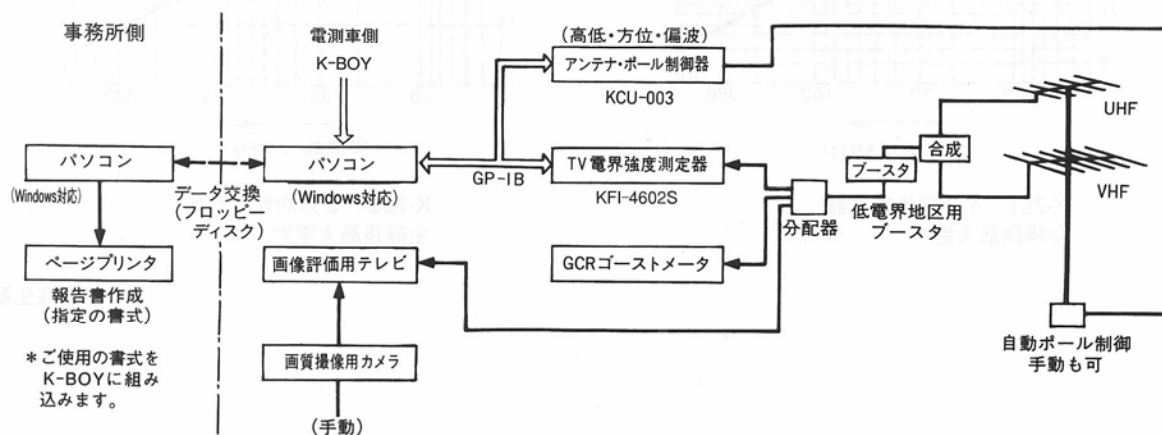 事務所側
パソコン
(Windows対応)
ページプリンタ
報告書作成
(指定の書式)
*ご使用の書式を
K-BOYに組み
込みます。
データ交換
(フロッピー
ディスク)
電測車側
K-BOY
パソコン
(Windows対応)
画像評価用テレビ
画質撮像用カメラ
(手動)
GP-IB
(高低・方位・偏波)
アンテナ・ポール制御器
KCU-003
TV電界強度測定器
KFI-4602S
GCRゴーストメータ
分配器
ブースタ
合成
低電界地区用
ブースタ
UHF
VHF
自動ポール制御
手動も可